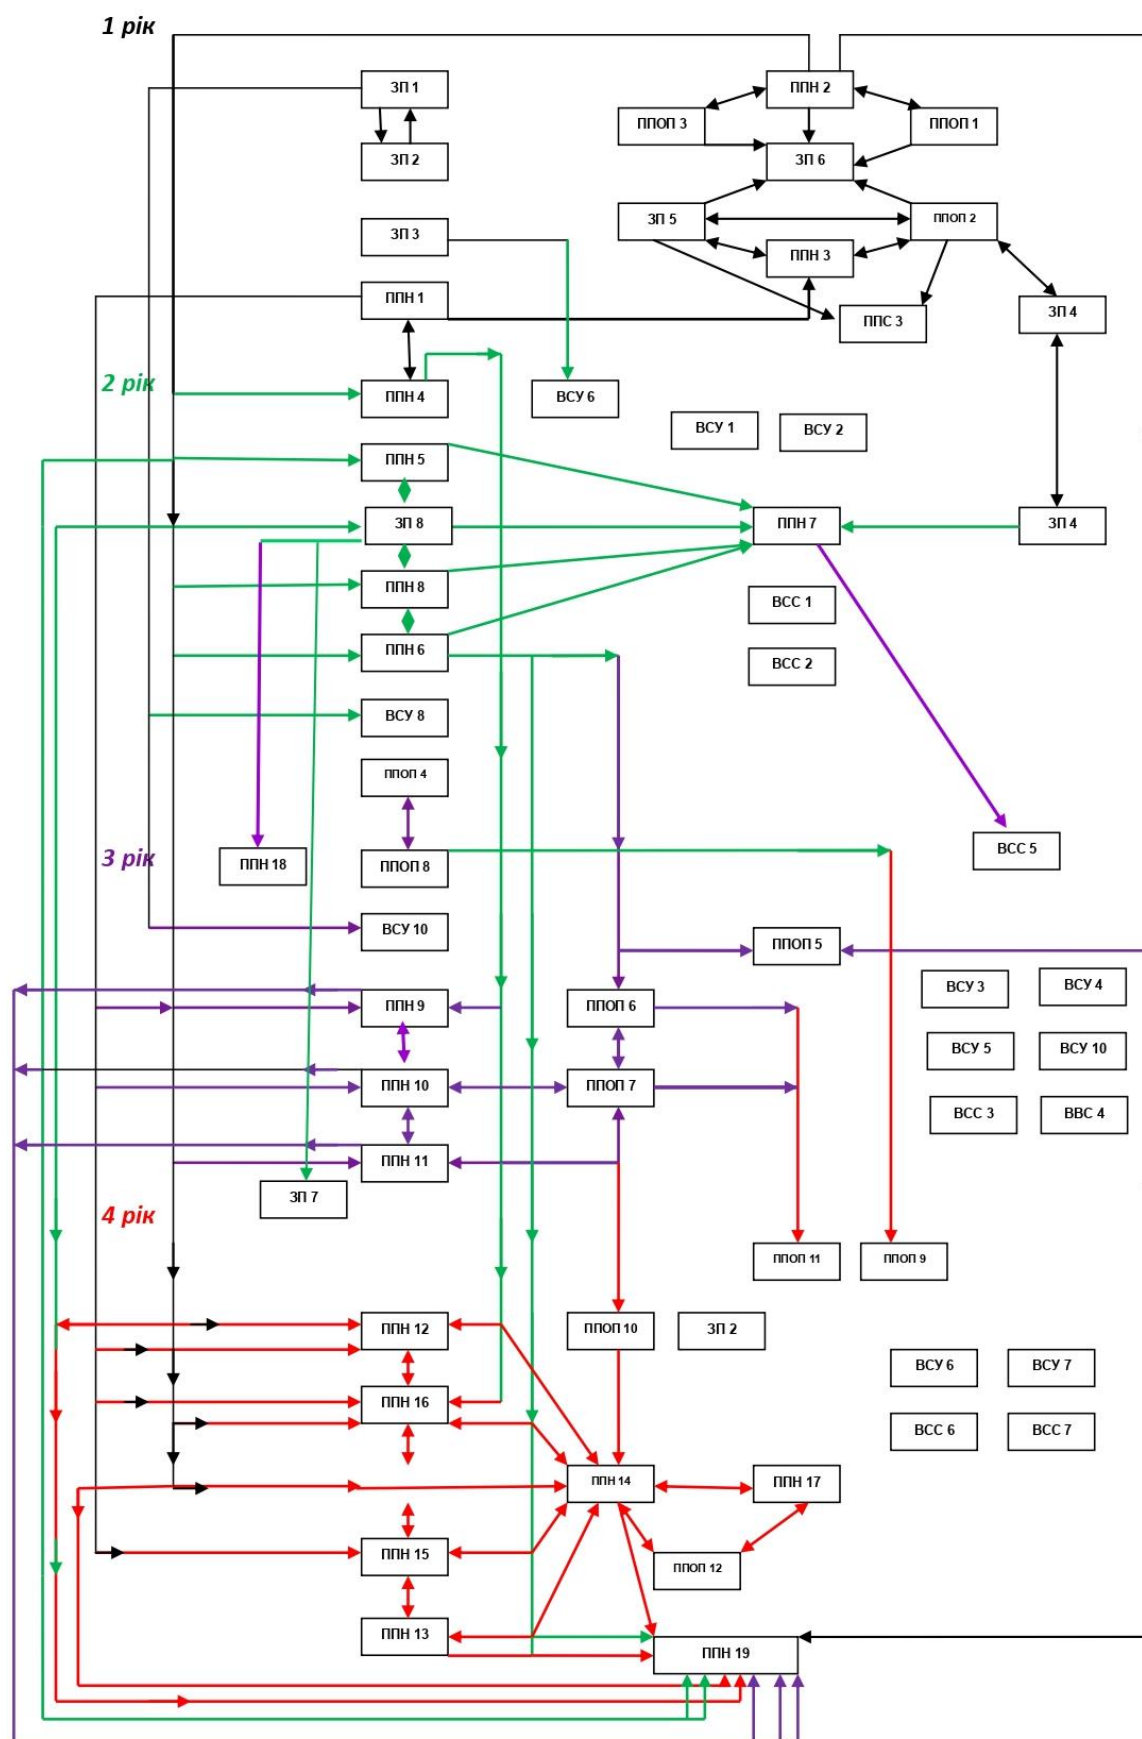 1 рік
ЗП 1
ППН 2
ППОП 3
ППОП 1
ЗП 2
ЗП 6
ЗП 3
ЗП 5
ППОП 2
ППН 3
ППН 1
ППС 3
ЗП 4
2 рік
ППН 4
ВСУ 6
ВСУ 1
ВСУ 2
ППН 5
ЗП 8
ППН 7
ЗП 4
ППН 8
ВСС 1
ППН 6
ВСС 2
ВСУ 8
ППОП 4
3 рік
ППН 18
ППОП 8
ВСС 5
ВСУ 10
ППОП 5
ППН 9
ППОП 6
ВСУ 3
ВСУ 4
ВСУ 5
ВСУ 10
ППН 10
ППОП 7
ВСС 3
ВВС 4
ППН 11
ЗП 7
4 рік
ППОП 11
ППОП 9
ППН 12
ППОП 10
ЗП 2
ВСУ 6
ВСУ 7
ППН 16
ВСС 6
ВСС 7
ППН 14
ППН 17
ППН 15
ППОП 12
ППН 13
ППН 19